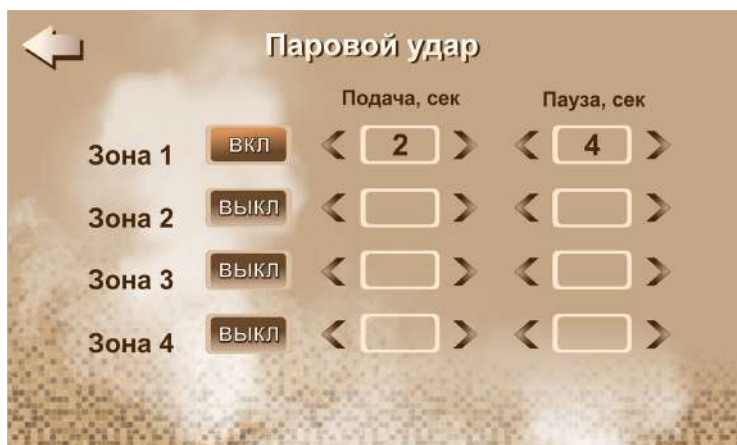 Паровой удар
Подача, сек Пауза, сек
Зона 1 ВКЛ 2 4
Зона 2 ВЫКЛ
Зона 3 ВЫКЛ
Зона 4 ВЫКЛ